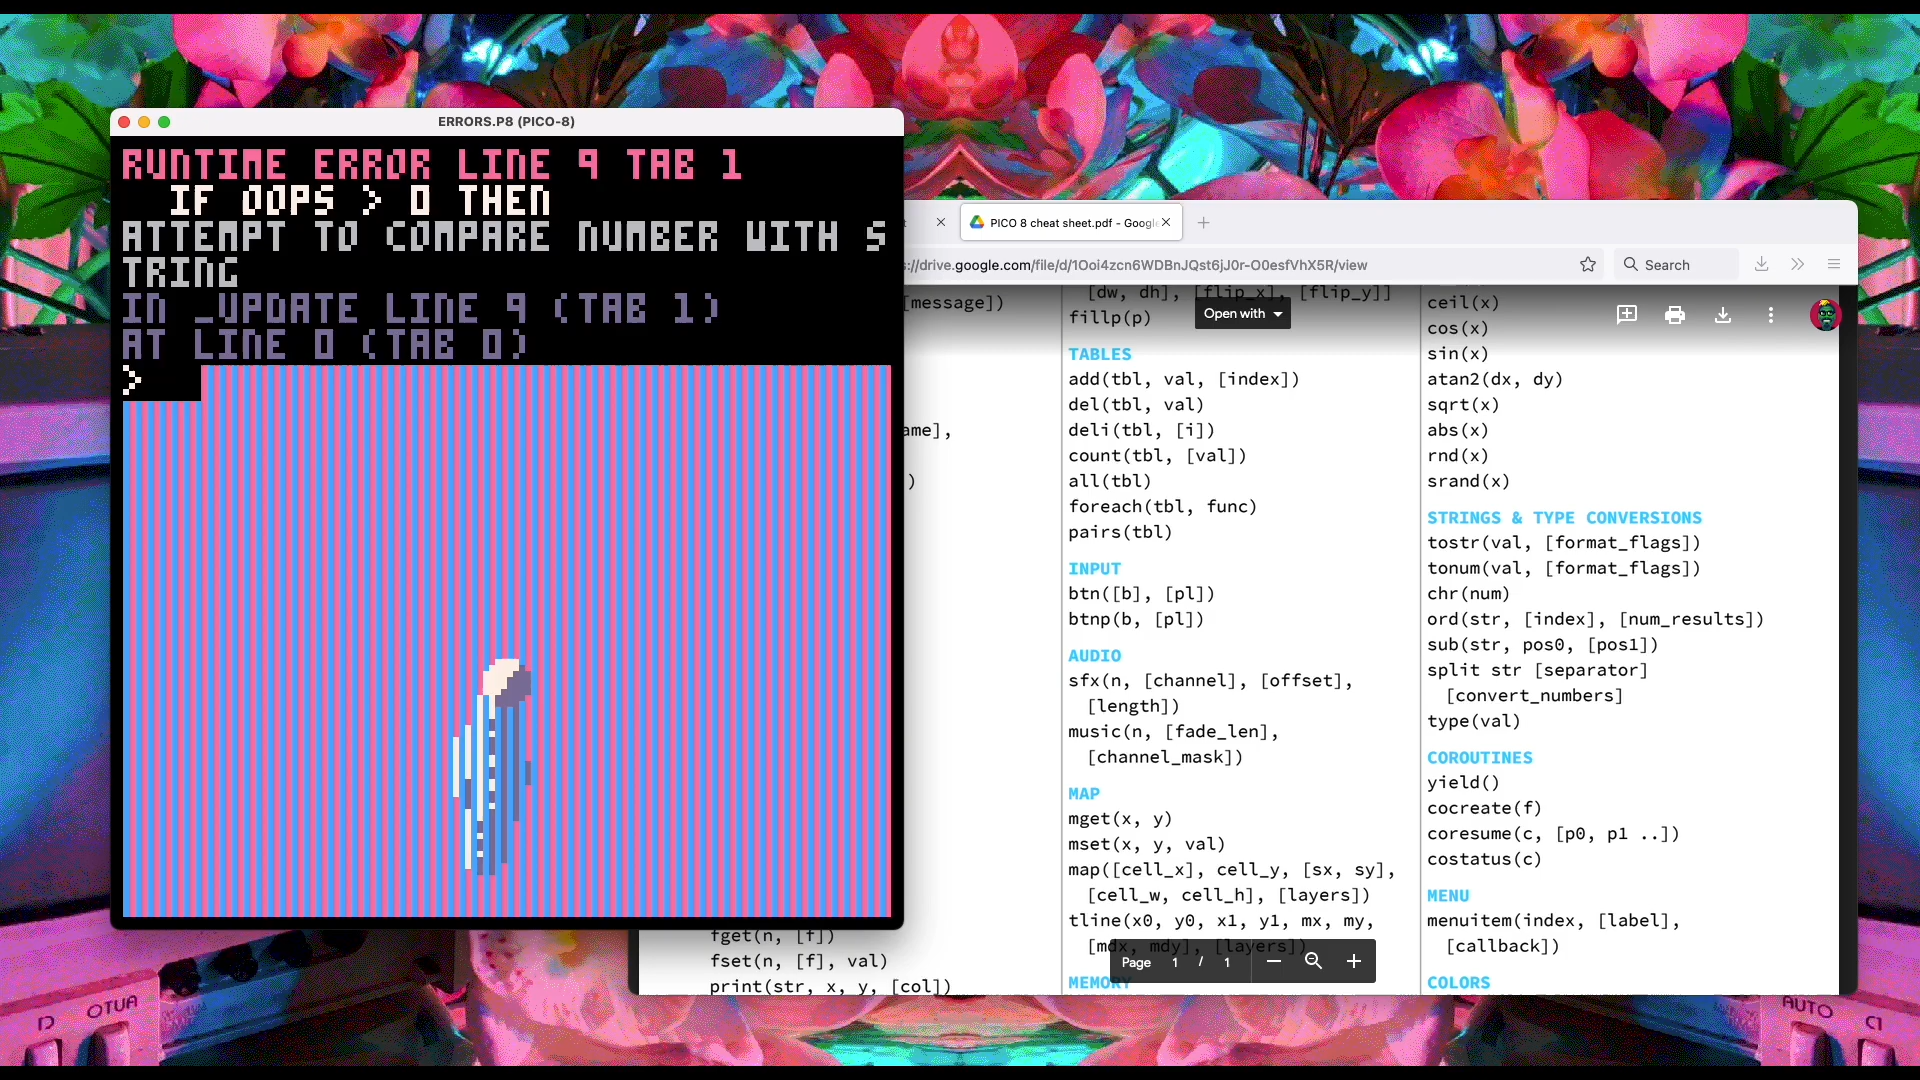 ERRORS.P8 (PICO-8)
RUNTIME ERROR LINE 9 TAB 1
IF OOPS > 0 THEN
ATTEMPT TO COMPARE NUMBER WITH S
TRING
IN _UPDATE LINE 9 (TAB 1)
AT LINE 0 (TAB 0)
>
PICO 8 cheat sheet.pdf - Google
://drive.google.com/file/d/1Ooi4zcn6WDBnJQst6jJ0r-O0esfVhX5R/view
Search
Open with
[message])
ame],
)
fget(n, [f])
fset(n, [f], val)
print(str, x, y, [col])
[dw, dh], [flip_x], [flip_y]]
fillp(p)
TABLES
add(tbl, val, [index])
del(tbl, val)
deli(tbl, [i])
count(tbl, [val])
all(tbl)
foreach(tbl, func)
pairs(tbl)
INPUT
btn([b], [pl])
btnp(b, [pl])
AUDIO
sfx(n, [channel], [offset],
[length])
music(n, [fade_len],
[channel_mask])
MAP
mget(x, y)
mset(x, y, val)
map([cell_x], cell_y, [sx, sy],
[cell_w, cell_h], [layers])
tline(x0, y0, x1, y1, mx, my,
[mdx, mdy], [layers])
MEMORY
ceil(x)
cos(x)
sin(x)
atan2(dx, dy)
sqrt(x)
abs(x)
rnd(x)
srand(x)
STRINGS & TYPE CONVERSIONS
tostr(val, [format_flags])
tonum(val, [format_flags])
chr(num)
ord(str, [index], [num_results])
sub(str, pos0, [pos1])
split str [separator]
[convert_numbers]
type(val)
COROUTINES
yield()
cocreate(f)
coresume(c, [p0, p1 ..])
costatus(c)
MENU
menuitem(index, [label],
[callback])
COLORS
Page 1 / 1
AUTO